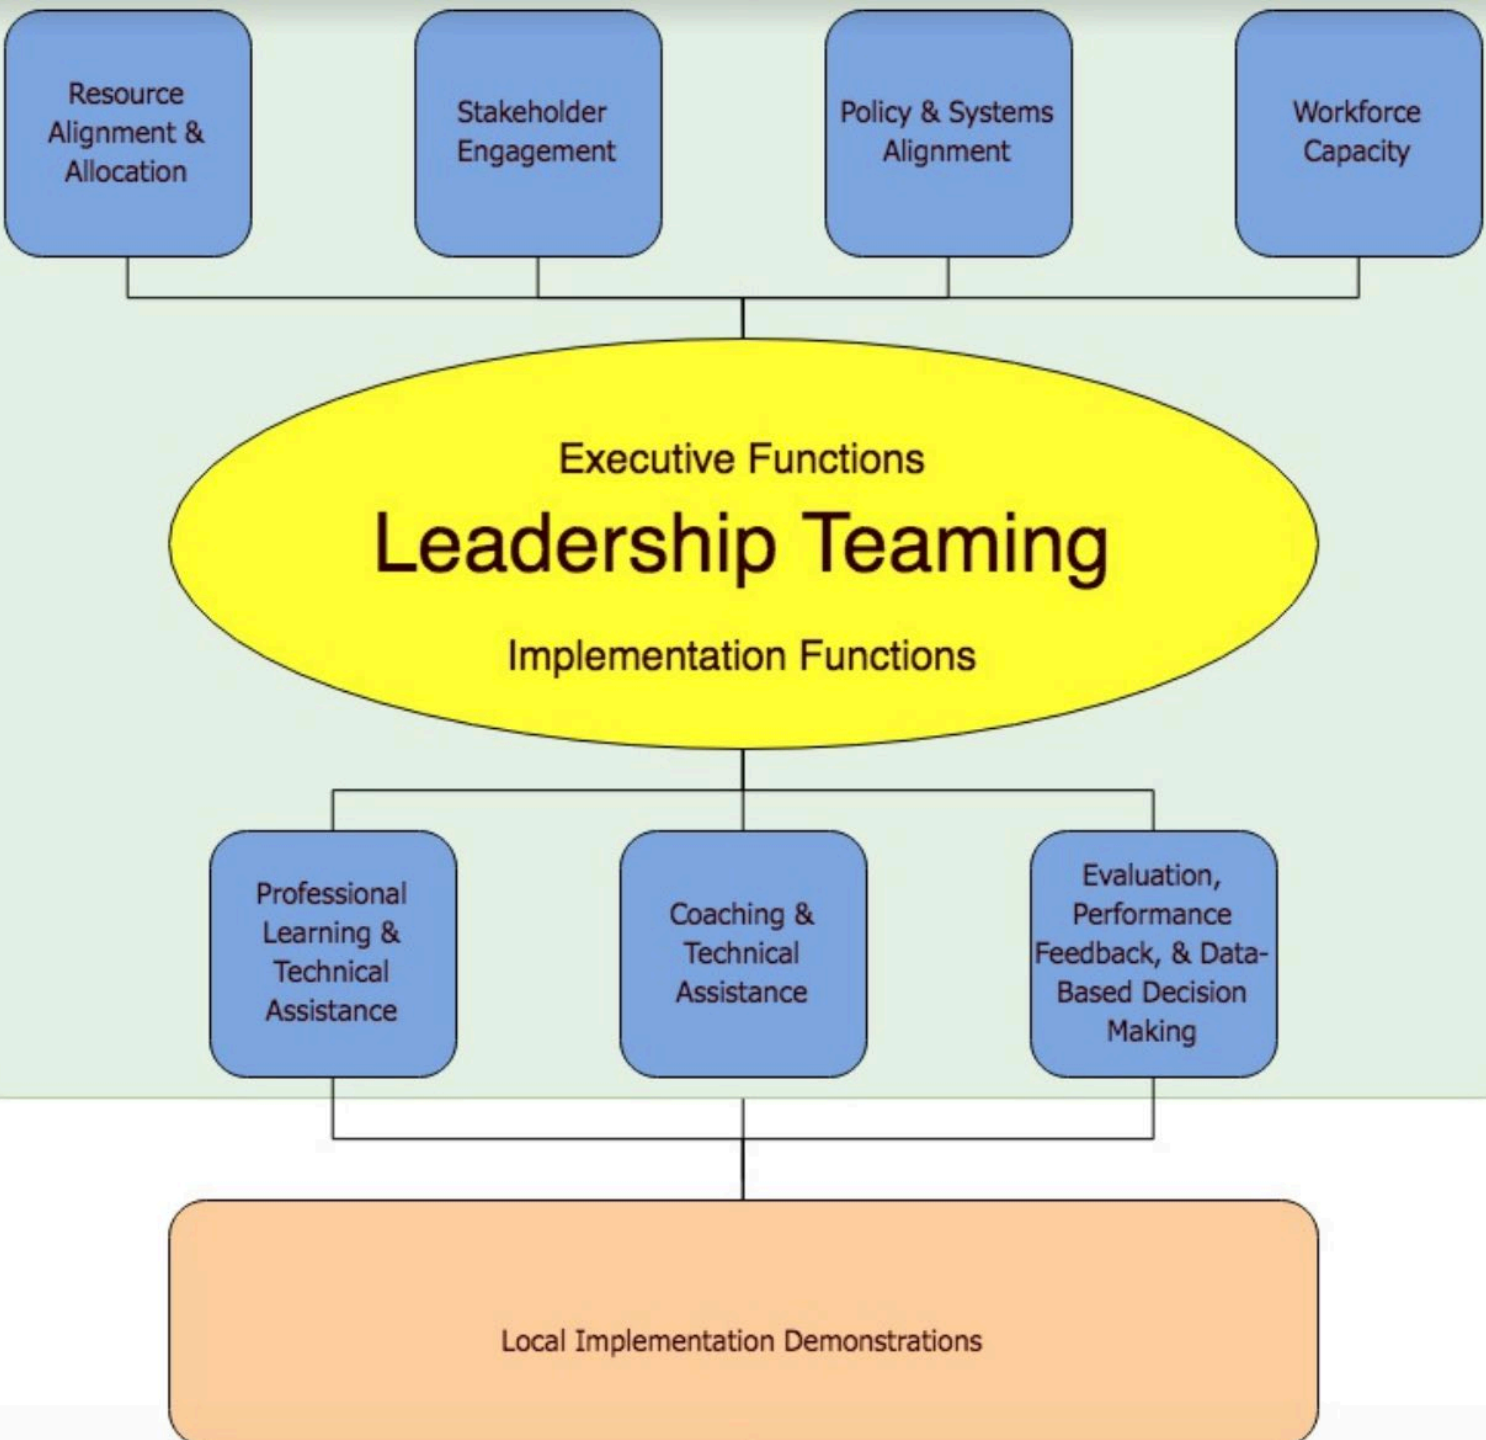 Resource
Alignment &
Allocation
Stakeholder
Engagement
Policy & Systems
Alignment
Workforce
Capacity
Executive Functions
Leadership Teaming
Implementation Functions
Professional
Learning &
Technical
Assistance
Coaching &
Technical
Assistance
Evaluation,
Performance
Feedback, & Data-
Based Decision
Making
Local Implementation Demonstrations